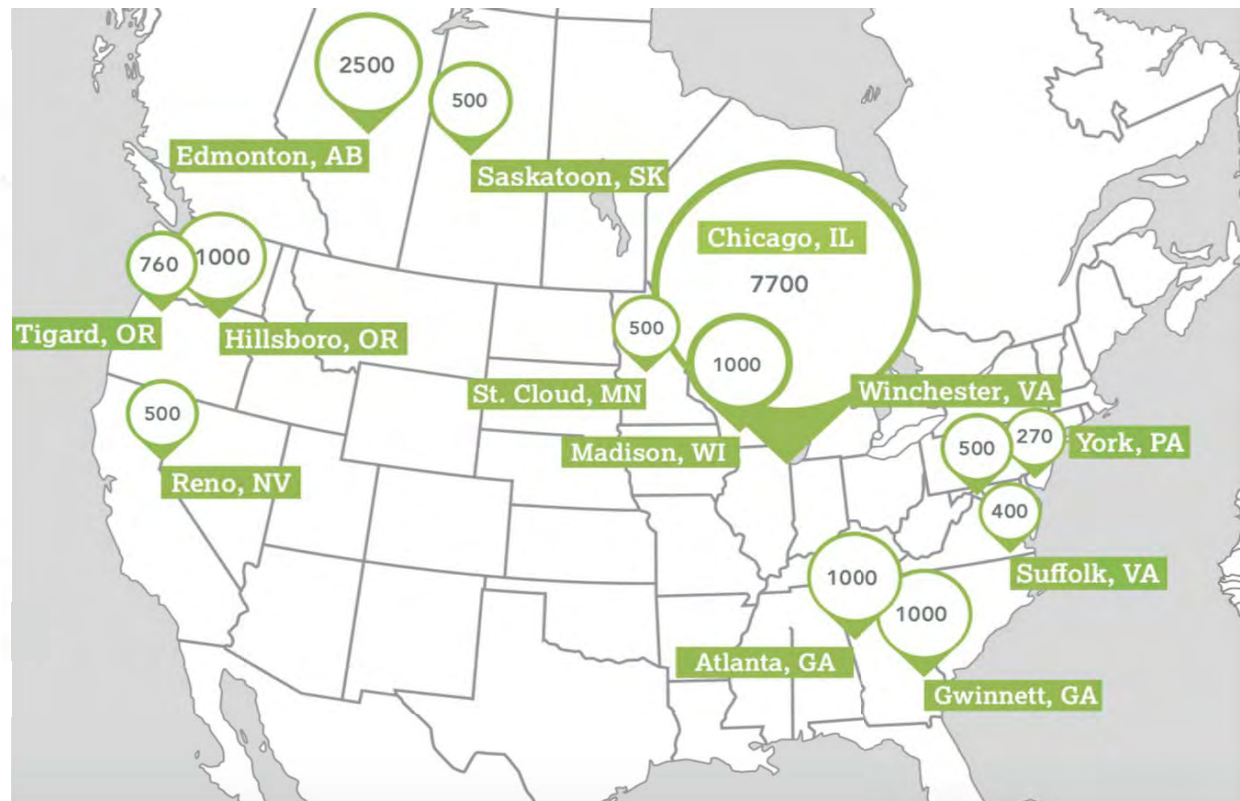 2500
500
Edmonton, AB
Saskatoon, SK
Chicago, IL
7700
760
1000
Tigard, OR
Hillsboro, OR
500
1000
St. Cloud, MN
Winchester, VA
Madison, WI
500
Reno, NV
500
270
York, PA
400
Suffolk, VA
1000
1000
Atlanta, GA
Gwinnett, GA